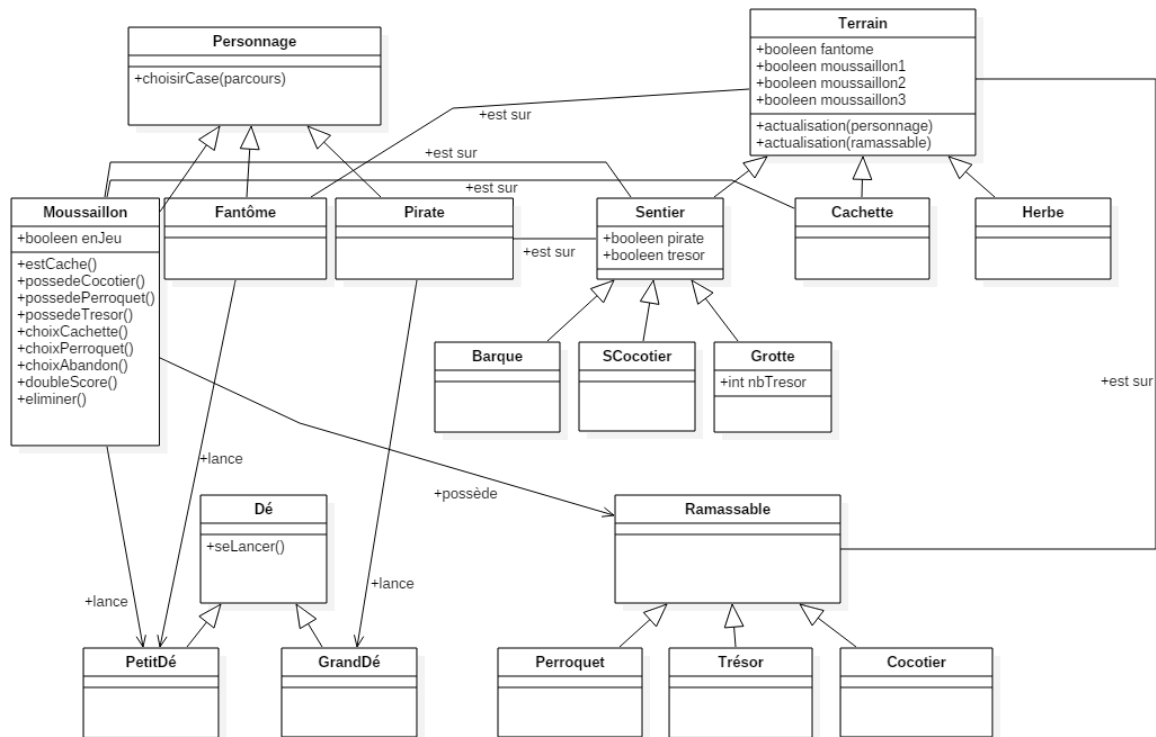 Personnage
+choisirCase(parcours)
Terrain
+booleen fantome
+booleen moussaillon1
+booleen moussaillon2
+booleen moussaillon3
+actualisation(personnage)
+actualisation(ramassable)
+est sur
+est sur
+est sur
Moussaillon
+booleen enJeu
+estCache()
+possedeCocotier()
+possedePerroquet()
+possedeTresor()
+choixCachette()
+choixPerroquet()
+choixAbandon()
+doubleScore()
+eliminer()
Fantôme
Pirate
+est sur
Sentier
+booleen pirate
+booleen tresor
Cachette
Herbe
Barque
SCocotier
Grotte
+int nbTresor
+est sur
+lance
+possède
Dé
+seLancer()
Ramassable
+lance
+lance
PetitDé
GrandDé
Perroquet
Trésor
Cocotier